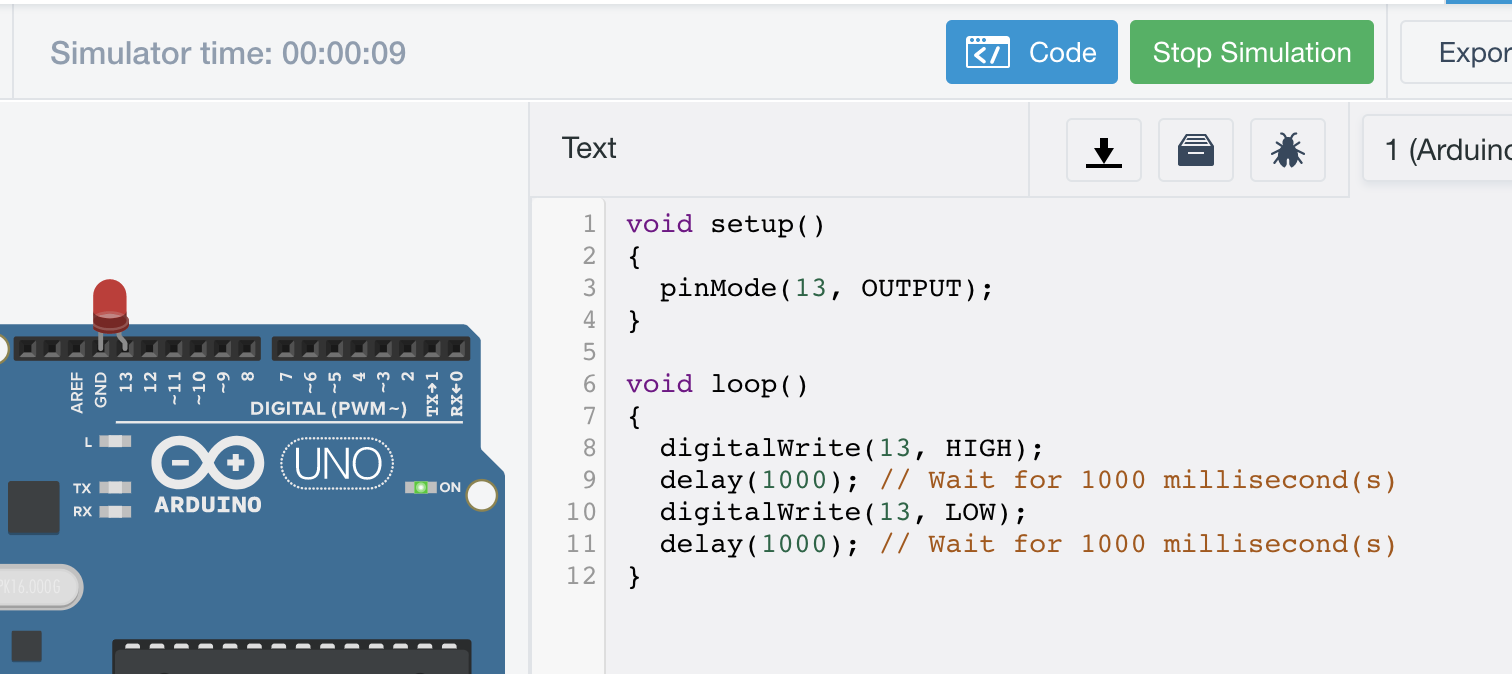 Simulator time: 00:00:09
Code
Stop Simulation
Expor
Text
1 (Arduino
1 void setup()
2 {
3   pinMode(13, OUTPUT);
4 }
5
6 void loop()
7 {
8   digitalWrite(13, HIGH);
9   delay(1000); // Wait for 1000 millisecond(s)
10   digitalWrite(13, LOW);
11   delay(1000); // Wait for 1000 millisecond(s)
12 }
AREF
GND
13
12
~11
~10
~9
8
7
~6
~5
4
~3
2
TX→1
RX←0
DIGITAL (PWM~)
L
TX
RX
UNO
ARDUINO
ON
PK16.000G